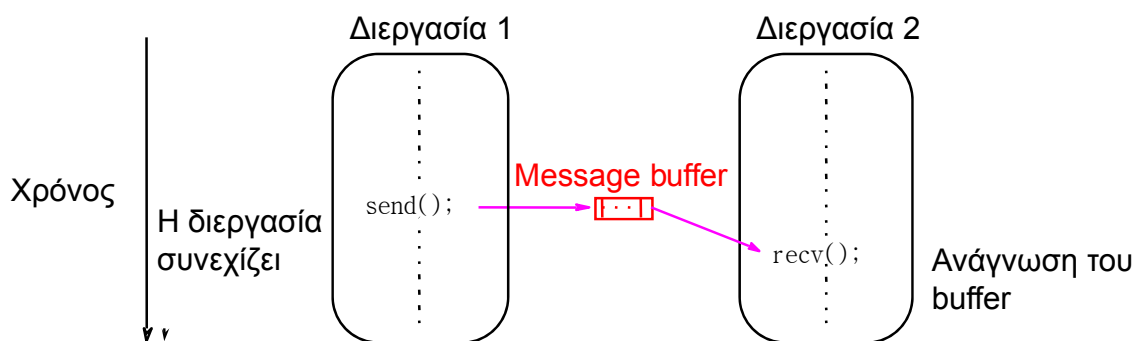 Διεργασία 1
Διεργασία 2
Χρόνος
Η διεργασία
συνεχίζει
send();
Message buffer
recv();
Ανάγνωση του
buffer